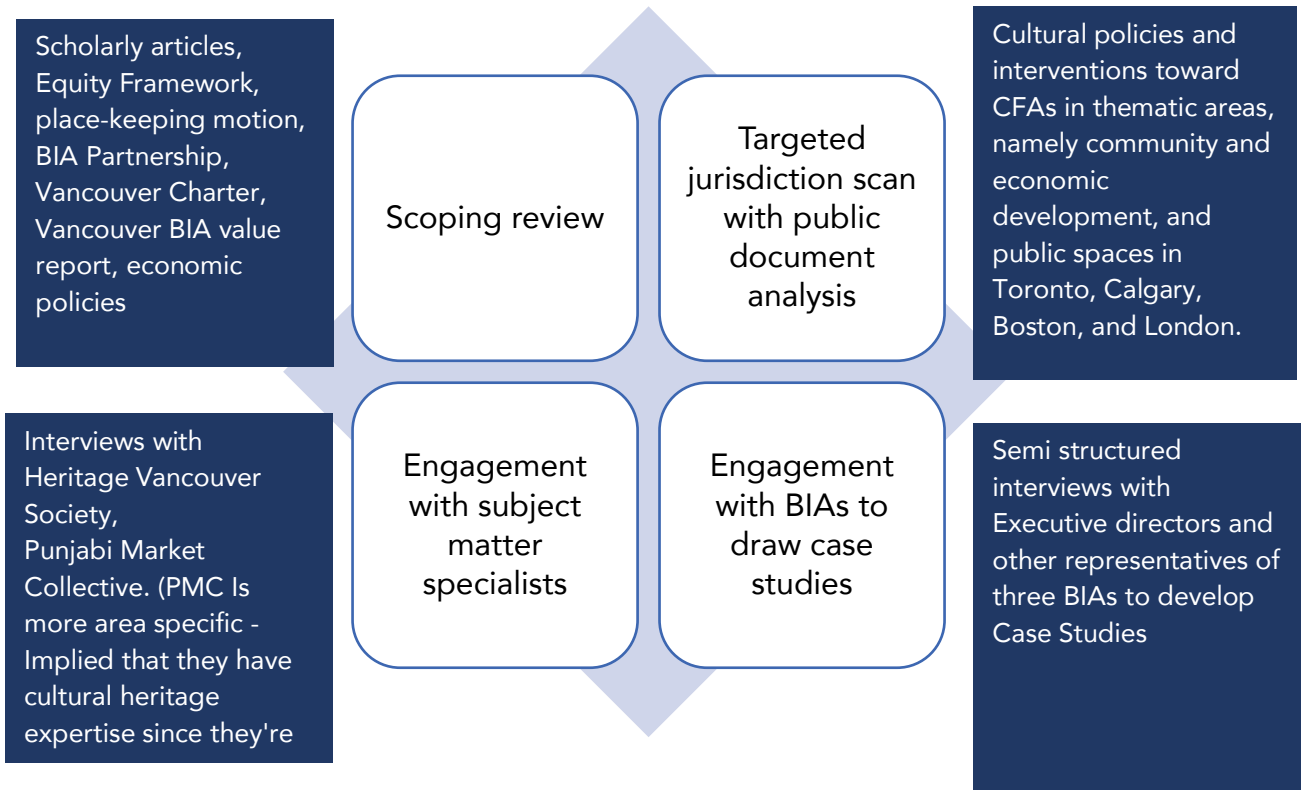 Scholarly articles,
Equity Framework,
place-keeping motion,
BIA Partnership,
Vancouver Charter,
Vancouver BIA value
report, economic
policies
Scoping review
Targeted
jurisdiction scan
with public
document
analysis
Cultural policies and
interventions toward
CFAs in thematic areas,
namely community and
economic
development, and
public spaces in
Toronto, Calgary,
Boston, and London.
Interviews with
Heritage Vancouver
Society,
Punjabi Market
Collective. (PMC Is
more area specific -
Implied that they have
cultural heritage
expertise since they're
Engagement
with subject
matter
specialists
Engagement
with BIAs to
draw case
studies
Semi structured
interviews with
Executive directors and
other representatives of
three BIAs to develop
Case Studies